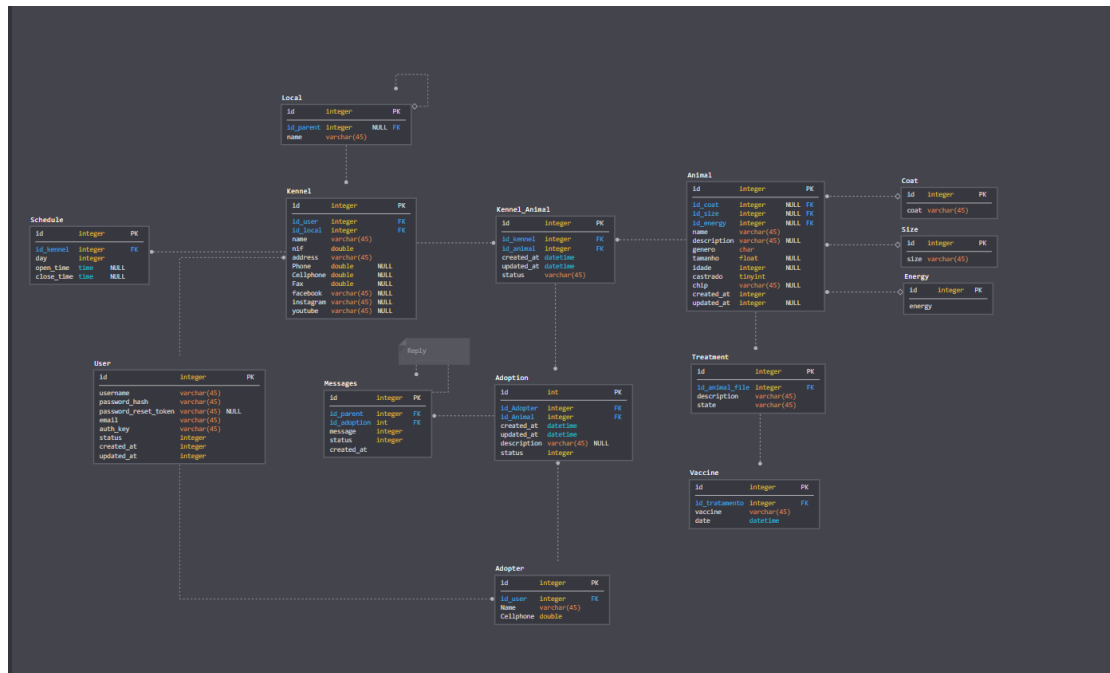 Local
id integer PK
id_parent integer NULL FK
name varchar(45)
Kennel
id integer PK
id_user integer FK
id_local integer FK
name varchar(45)
nif double
address varchar(45)
Phone double NULL
Cellphone double NULL
Fax double NULL
facebook varchar(45) NULL
instagram varchar(45) NULL
youtube varchar(45) NULL
Schedule
id integer PK
id_kennel integer FK
day integer
open_time time NULL
close_time time NULL
Kennel_Animal
id integer PK
id_kennel integer FK
id_animal integer FK
created_at datetime
updated_at datetime
status varchar(45)
Animal
id integer PK
id_coat integer NULL FK
id_size integer NULL FK
id_energy integer NULL FK
name varchar(45)
description varchar(45) NULL
genero char
tamanho float NULL
idade integer NULL
castrado tinyint
chip varchar(45) NULL
created_at integer
updated_at integer NULL
Coat
id integer PK
coat varchar(45)
Size
id integer PK
size varchar(45)
Energy
id integer PK
energy
User
id integer PK
username varchar(45)
password_hash varchar(45)
password_reset_token varchar(45) NULL
email varchar(45)
auth_key varchar(45)
status integer
created_at integer
updated_at integer
Reply
Messages
id integer PK
id_parent integer FK
id_adoption int FK
message integer
status integer
created_at
Adoption
id int PK
id_Adopter integer FK
id_Animal integer FK
created_at datetime
updated_at datetime
description varchar(45) NULL
status integer
Treatment
id integer PK
id_animal_file integer FK
description varchar(45)
state varchar(45)
Vaccine
id integer PK
id_tratamento integer FK
vaccine varchar(45)
date datetime
Adopter
id integer PK
id_user integer FK
Name varchar(45)
Cellphone double